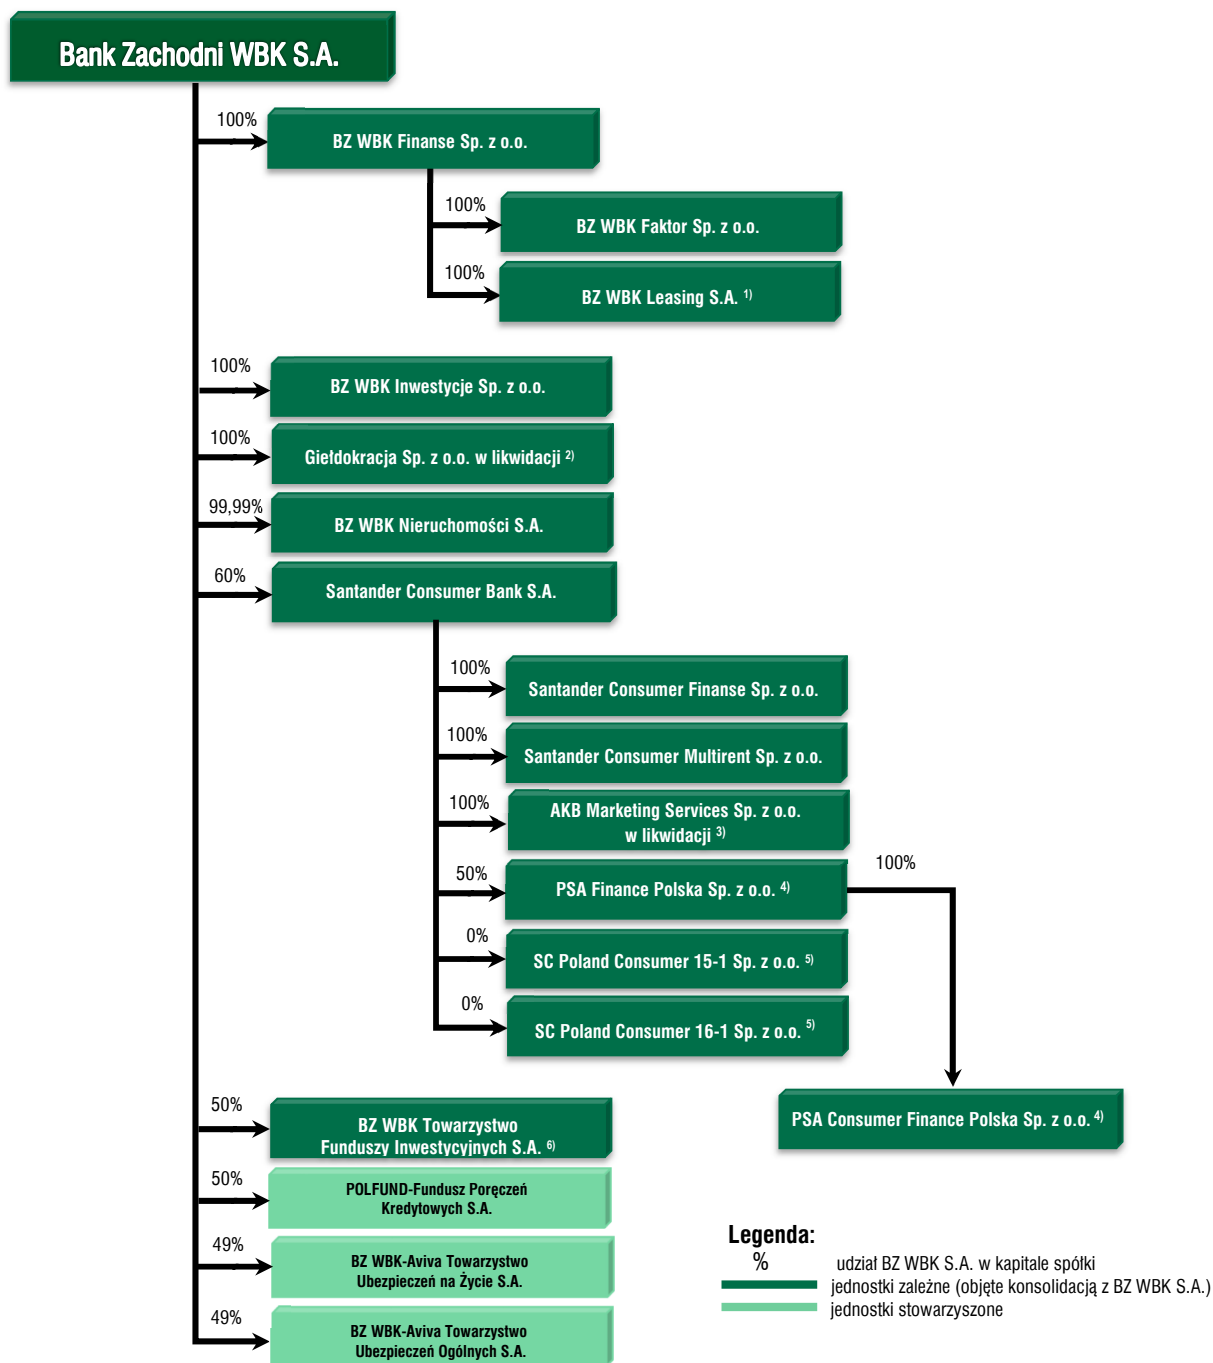 Bank Zachodni WBK S.A.
100%
BZ WBK Finanse Sp. z o.o.
100%
BZ WBK Faktor Sp. z o.o.
100%
BZ WBK Leasing S.A. 1)
100%
BZ WBK Inwestycje Sp. z o.o.
100%
Giełdokracja Sp. z o.o. w likwidacji 2)
99,99%
BZ WBK Nieruchomości S.A.
60%
Santander Consumer Bank S.A.
100%
Santander Consumer Finanse Sp. z o.o.
100%
Santander Consumer Multirent Sp. z o.o.
100%
AKB Marketing Services Sp. z o.o.
w likwidacji 3)
50%
PSA Finance Polska Sp. z o.o. 4)
100%
0%
SC Poland Consumer 15-1 Sp. z o.o. 5)
0%
SC Poland Consumer 16-1 Sp. z o.o. 5)
PSA Consumer Finance Polska Sp. z o.o. 4)
50%
BZ WBK Towarzystwo
Funduszy Inwestycyjnych S.A. 6)
50%
POLFUND-Fundusz Poręczeń
Kredytowych S.A.
49%
BZ WBK-Aviva Towarzystwo
Ubezpieczeń na Życie S.A.
49%
BZ WBK-Aviva Towarzystwo
Ubezpieczeń Ogólnych S.A.
Legenda:
% udział BZ WBK S.A. w kapitale spółki
jednostki zależne (objęte konsolidacją z BZ WBK S.A.)
jednostki stowarzyszone